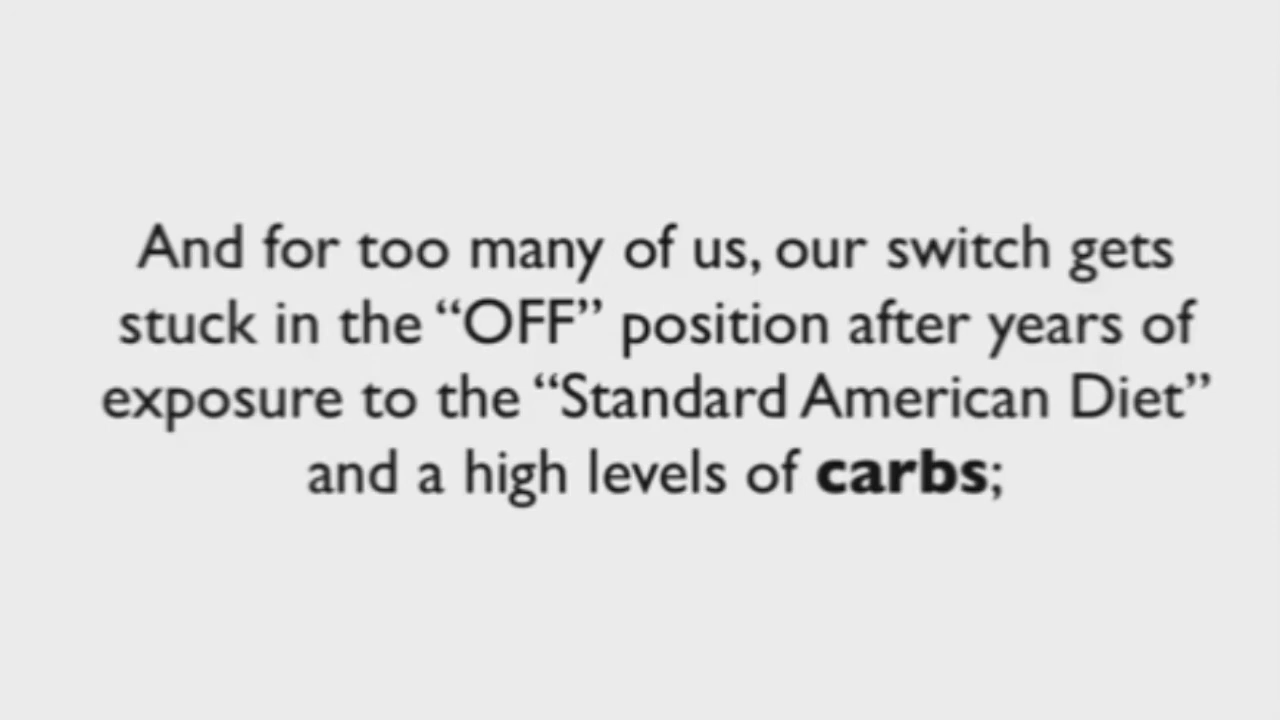 And for too many of us, our switch gets
stuck in the “OFF” position after years of
exposure to the “Standard American Diet”
and a high levels of carbs;